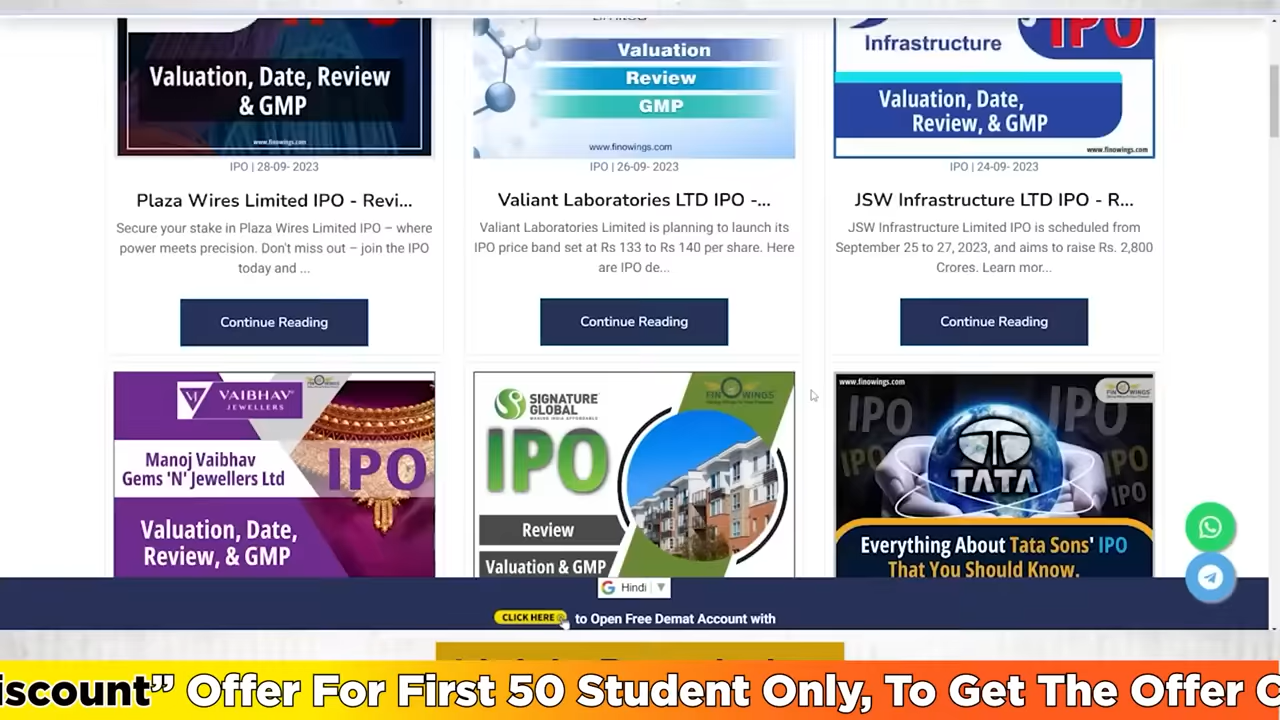 IPO
Valuation, Date, Review
& GMP
www.finowings.com
IPO | 28-09- 2023
Plaza Wires Limited IPO - Revi...
Secure your stake in Plaza Wires Limited IPO – where
power meets precision. Don't miss out – join the IPO
today and ...
Continue Reading
Valuation
Review
GMP
www.finowings.com
IPO | 26-09- 2023
Valiant Laboratories LTD IPO -...
Valiant Laboratories Limited is planning to launch its
IPO price band set at Rs 133 to Rs 140 per share. Here
are IPO de...
Continue Reading
Infrastructure
IPO
Valuation, Date,
Review, & GMP
www.finowings.com
IPO | 24-09- 2023
JSW Infrastructure LTD IPO - R...
JSW Infrastructure Limited IPO is scheduled from
September 25 to 27, 2023, and aims to raise Rs. 2,800
Crores. Learn mor...
Continue Reading
VAIBHAV
JEWELLERS
FINOWINGS
Manoj Vaibhav
Gems 'N' Jewellers Ltd
IPO
Valuation, Date,
Review, & GMP
SIGNATURE
GLOBAL
FINOWINGS
IPO
Review
Valuation & GMP
www.finowings.com
FINOWINGS
IPO
IPO
IPO
IPO
IPO
TATA
Everything About Tata Sons' IPO
That You Should Know.
Hindi
CLICK HERE to Open Free Demat Account with
iscount” Offer For First 50 Student Only, To Get The Offer C